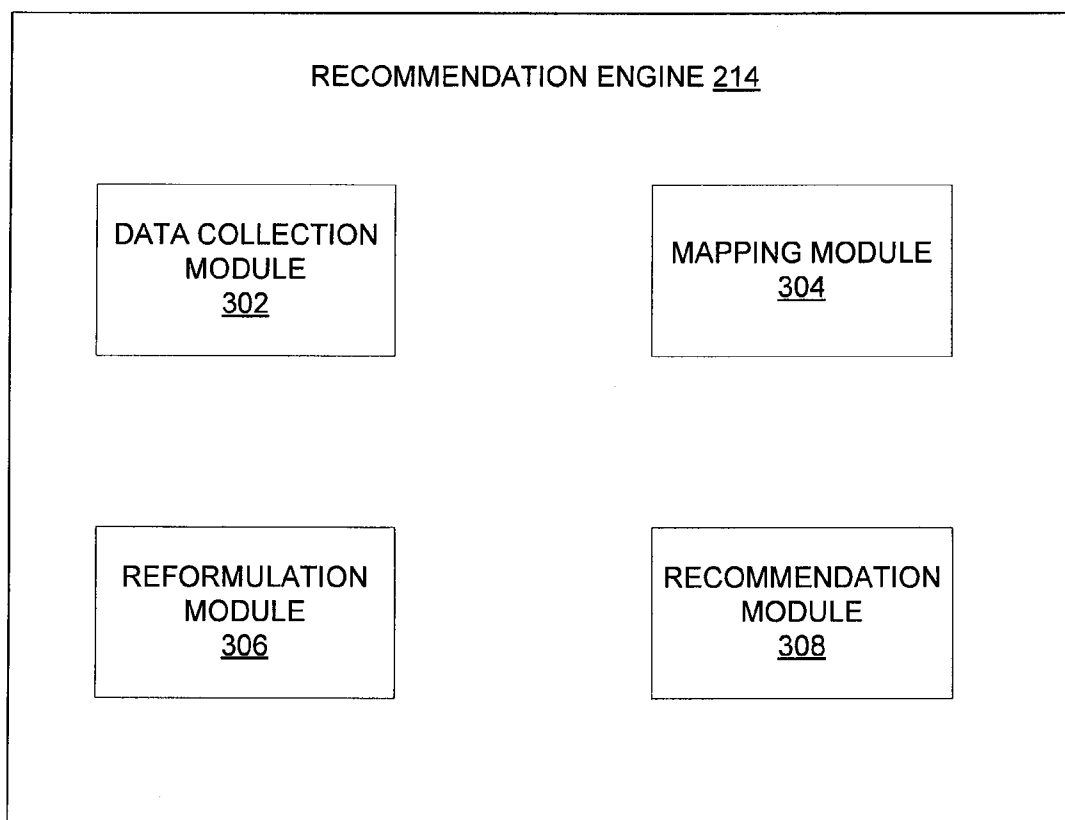 RECOMMENDATION ENGINE 214
DATA COLLECTION
MODULE
302
MAPPING MODULE
304
REFORMULATION
MODULE
306
RECOMMENDATION
MODULE
308